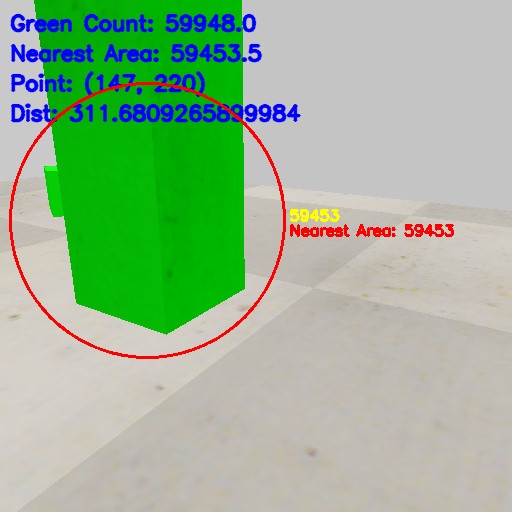 Green Count: 59948.0
Nearest Area: 59453.5
Point: (147, 220)
Dist: 311.6809265899984
59453
Nearest Area: 59453